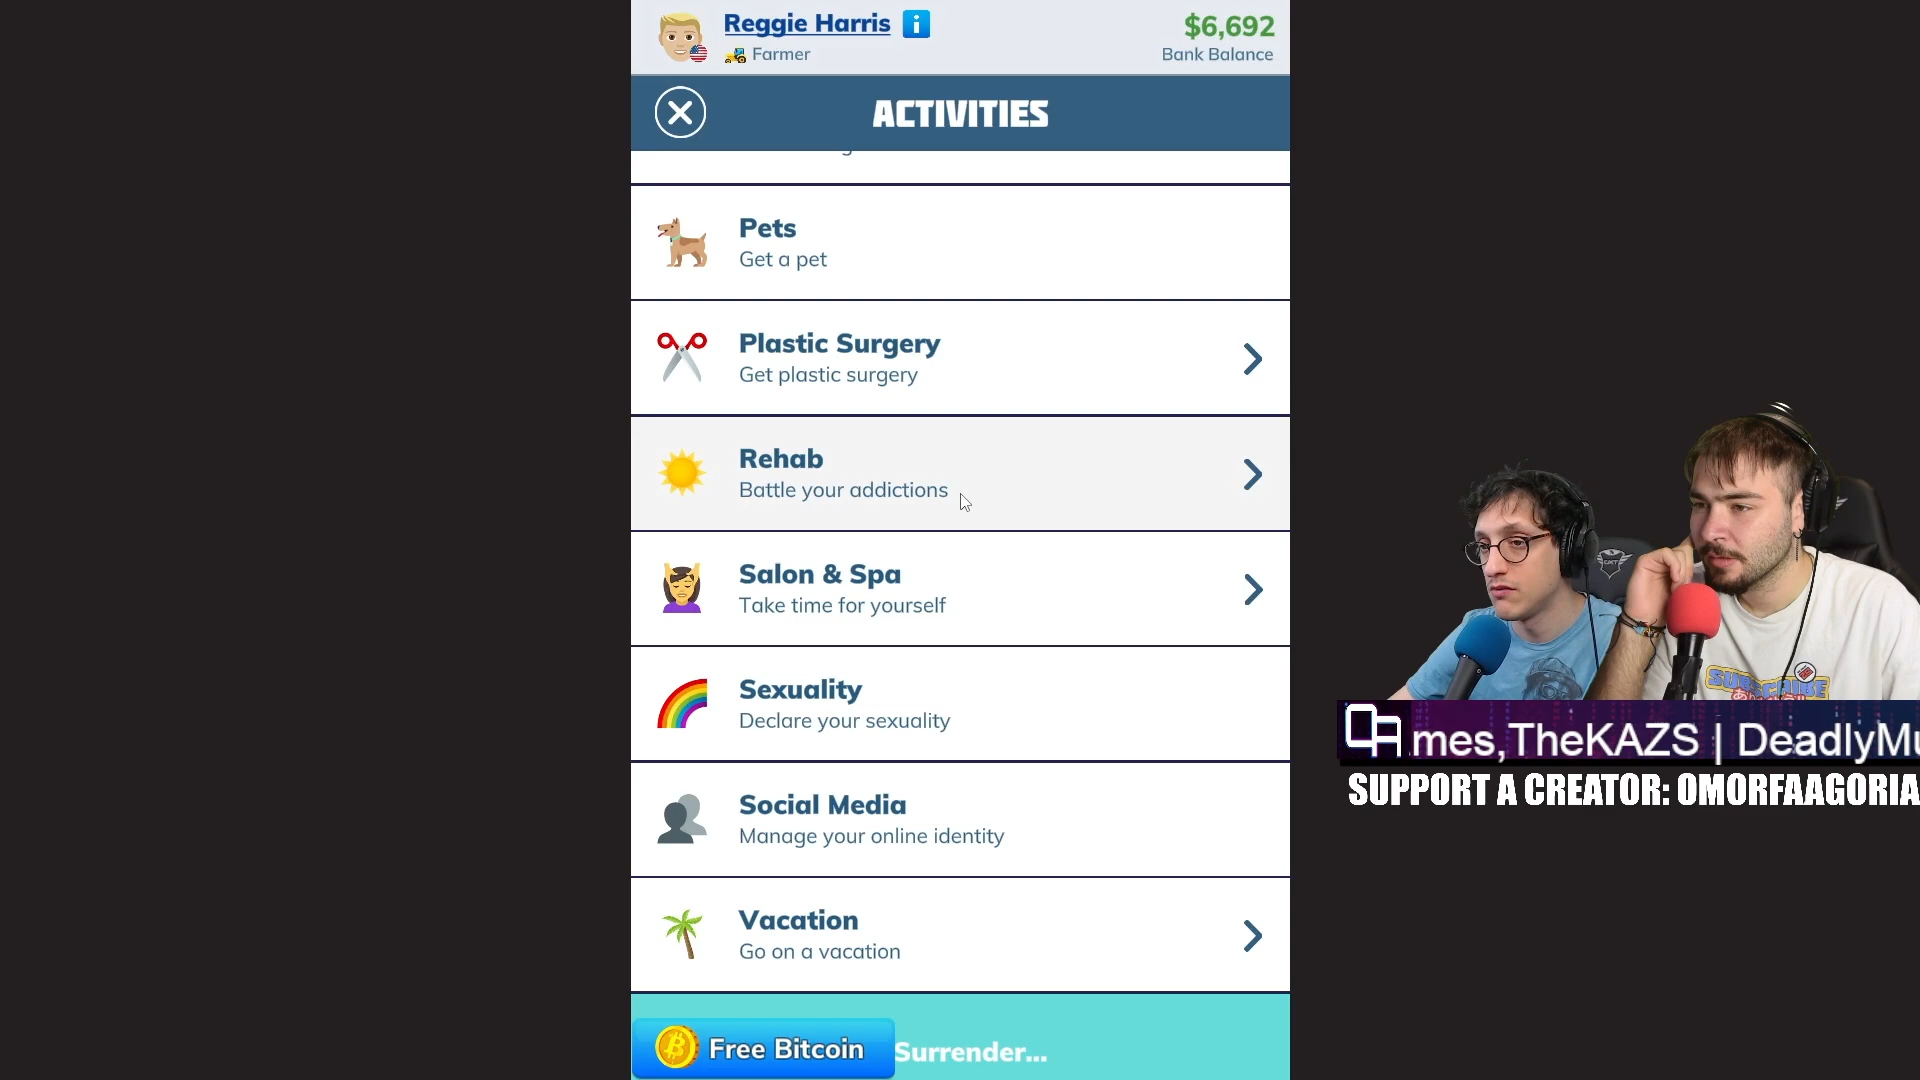 Reggie Harris
Farmer
$6,692
Bank Balance
ACTIVITIES
Pets
Get a pet
Plastic Surgery
Get plastic surgery
Rehab
Battle your addictions
Salon & Spa
Take time for yourself
Sexuality
Declare your sexuality
Social Media
Manage your online identity
Vacation
Go on a vacation
Free Bitcoin
Surrender...
SUBSCRIBE
OA
mes,TheKAZS | DeadlyMu
SUPPORT A CREATOR: OMORFAAGORIA